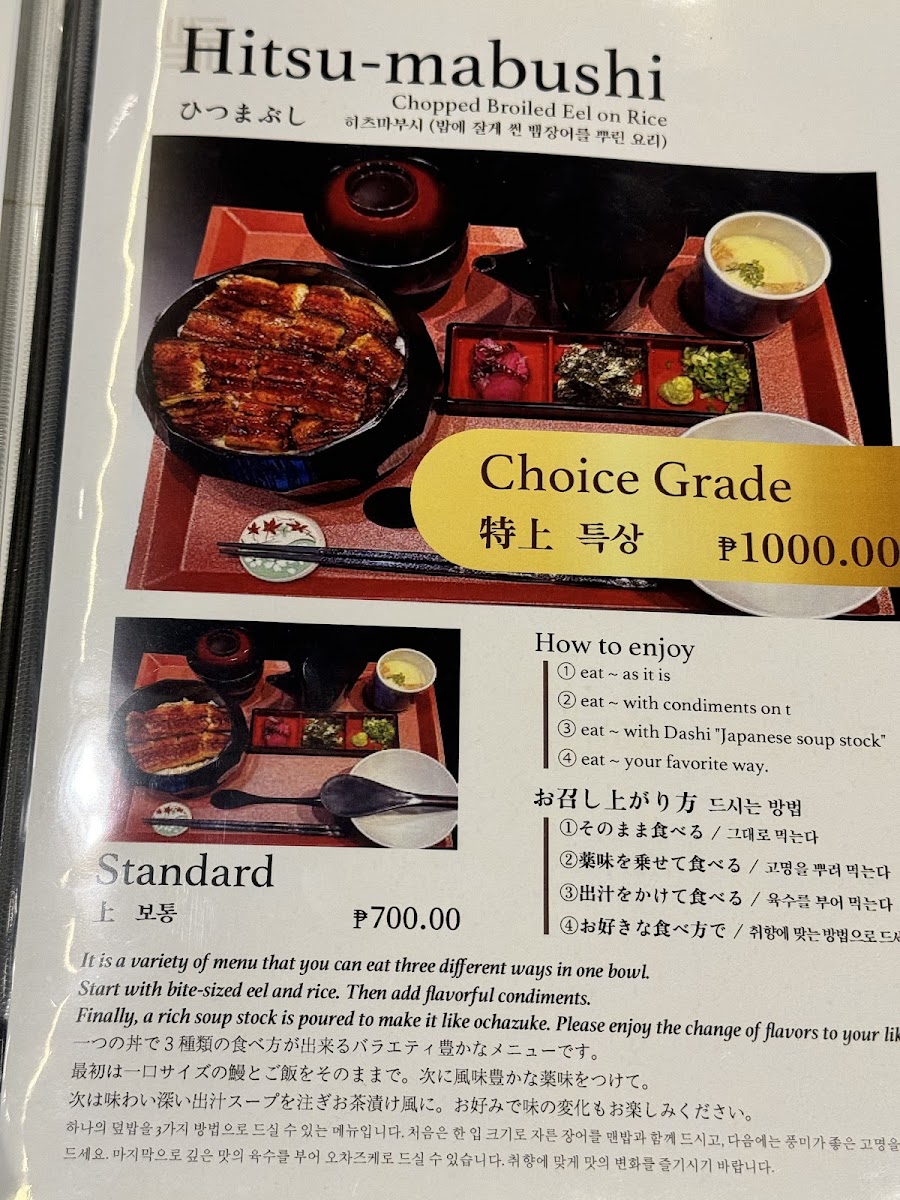 Hitsu-mabushi
Chopped Broiled Eel on Rice
ひつまぶし
히츠마부시 (밥에 잘게 썬 뱀장어를 뿌린 요리)
Choice Grade
特上 특상
₱1000.00
How to enjoy
① eat ~ as it is
② eat ~ with condiments on t
③ eat ~ with Dashi "Japanese soup stock"
④ eat ~ your favorite way.
お召し上がり方 드시는 방법
①そのまま食べる / 그대로 먹는다
②薬味を乗せて食べる / 고명을 뿌려 먹는다
③出汁をかけて食べる / 육수를 부어 먹는다
④お好きな食べ方で / 취향에 맞는 방법으로 드세
Standard
上 보통
₱700.00
It is a variety of menu that you can eat three different ways in one bowl.
Start with bite-sized eel and rice. Then add flavorful condiments.
Finally, a rich soup stock is poured to make it like ochazuke. Please enjoy the change of flavors to your lik
一つの丼で３種類の食べ方が出来るバラエティ豊かなメニューです。
最初は一口サイズの鰻とご飯をそのままで。次に風味豊かな薬味をつけて。
次は味わい深い出汁スープを注ぎお茶漬け風に。お好みで味の変化もお楽しみください。
하나의 덮밥을 3가지 방법으로 드실 수 있는 메뉴입니다. 처음은 한 입 크기로 자른 장어를 맨밥과 함께 드시고, 다음에는 풍미가 좋은 고명을
드세요. 마지막으로 깊은 맛의 육수를 부어 오차즈케로 드실 수 있습니다. 취향에 맞게 맛의 변화를 즐기시기 바랍니다.